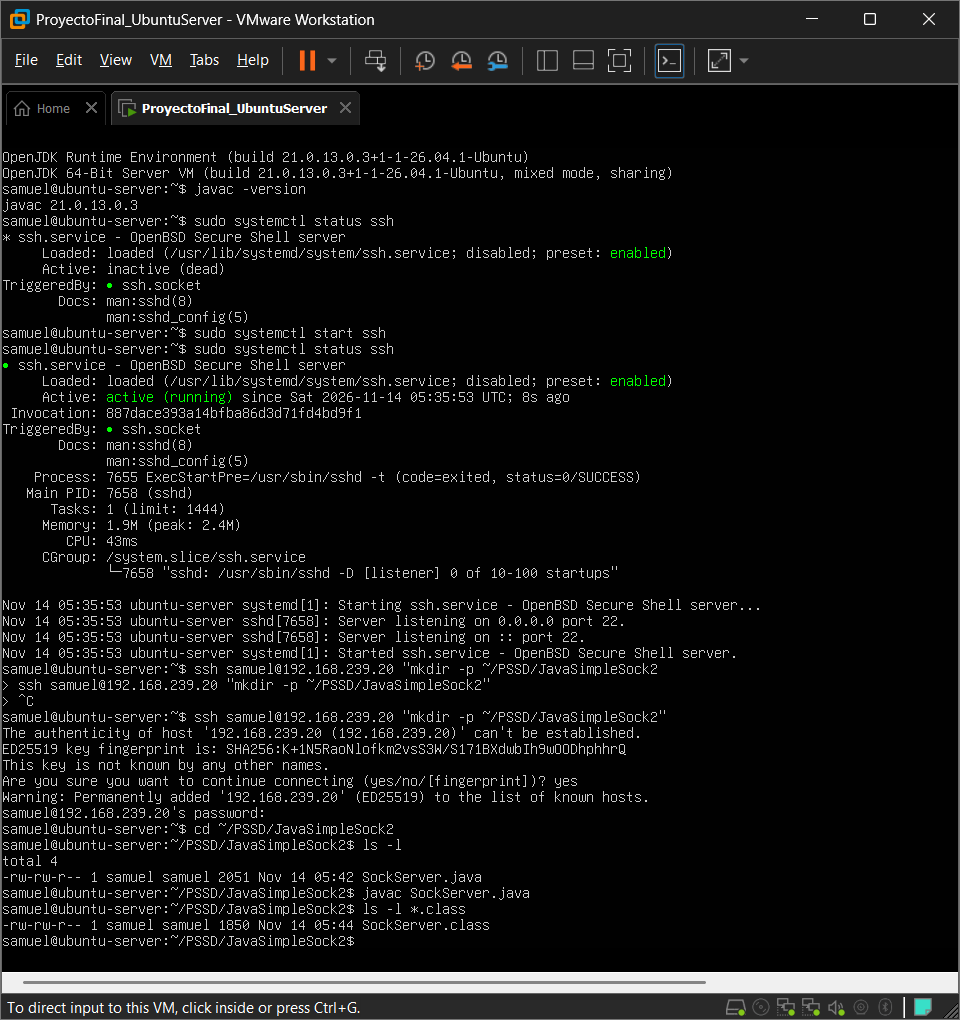 ProyectoFinal_UbuntuServer - VMware Workstation
File Edit View VM Tabs Help
Home ProyectoFinal_UbuntuServer
OpenJDK Runtime Environment (build 21.0.13.0.3+1-1-26.04.1-Ubuntu)
OpenJDK 64-Bit Server VM (build 21.0.13.0.3+1-1-26.04.1-Ubuntu, mixed mode, sharing)
samuel@ubuntu-server:~$ javac -version
javac 21.0.13.0.3
samuel@ubuntu-server:~$ sudo systemctl status ssh
* ssh.service - OpenBSD Secure Shell server
Loaded: loaded (/usr/lib/systemd/system/ssh.service; disabled; preset: enabled)
Active: inactive (dead)
TriggeredBy: ● ssh.socket
Docs: man:sshd(8)
man:sshd_config(5)
samuel@ubuntu-server:~$ sudo systemctl start ssh
samuel@ubuntu-server:~$ sudo systemctl status ssh
● ssh.service - OpenBSD Secure Shell server
Loaded: loaded (/usr/lib/systemd/system/ssh.service; disabled; preset: enabled)
Active: active (running) since Sat 2026-11-14 05:35:53 UTC; 8s ago
Invocation: 887dace393a14bfba86d3d71fd4bd9f1
TriggeredBy: ● ssh.socket
Docs: man:sshd(8)
man:sshd_config(5)
Process: 7655 ExecStartPre=/usr/sbin/sshd -t (code=exited, status=0/SUCCESS)
Main PID: 7658 (sshd)
Tasks: 1 (limit: 1444)
Memory: 1.9M (peak: 2.4M)
CPU: 43ms
CGroup: /system.slice/ssh.service
└─7658 "sshd: /usr/sbin/sshd -D [listener] 0 of 10-100 startups"
Nov 14 05:35:53 ubuntu-server systemd[1]: Starting ssh.service - OpenBSD Secure Shell server...
Nov 14 05:35:53 ubuntu-server sshd[7658]: Server listening on 0.0.0.0 port 22.
Nov 14 05:35:53 ubuntu-server sshd[7658]: Server listening on :: port 22.
Nov 14 05:35:53 ubuntu-server systemd[1]: Started ssh.service - OpenBSD Secure Shell server.
samuel@ubuntu-server:~$ ssh samuel@192.168.239.20 "mkdir -p ~/PSSD/JavaSimpleSock2
> ssh samuel@192.168.239.20 "mkdir -p ~/PSSD/JavaSimpleSock2"
> ^C
samuel@ubuntu-server:~$ ssh samuel@192.168.239.20 "mkdir -p ~/PSSD/JavaSimpleSock2"
The authenticity of host '192.168.239.20 (192.168.239.20)' can't be established.
ED25519 key fingerprint is: SHA256:K+1N5RaoNlofkm2vsS3W/S171BXdwbIh9wOODhphhrQ
This key is not known by any other names.
Are you sure you want to continue connecting (yes/no/[fingerprint])? yes
Warning: Permanently added '192.168.239.20' (ED25519) to the list of known hosts.
samuel@192.168.239.20's password:
samuel@ubuntu-server:~$ cd ~/PSSD/JavaSimpleSock2
samuel@ubuntu-server:~/PSSD/JavaSimpleSock2$ ls -l
total 4
-rw-rw-r-- 1 samuel samuel 2051 Nov 14 05:42 SockServer.java
samuel@ubuntu-server:~/PSSD/JavaSimpleSock2$ javac SockServer.java
samuel@ubuntu-server:~/PSSD/JavaSimpleSock2$ ls -l *.class
-rw-rw-r-- 1 samuel samuel 1850 Nov 14 05:44 SockServer.class
samuel@ubuntu-server:~/PSSD/JavaSimpleSock2$
To direct input to this VM, click inside or press Ctrl+G.